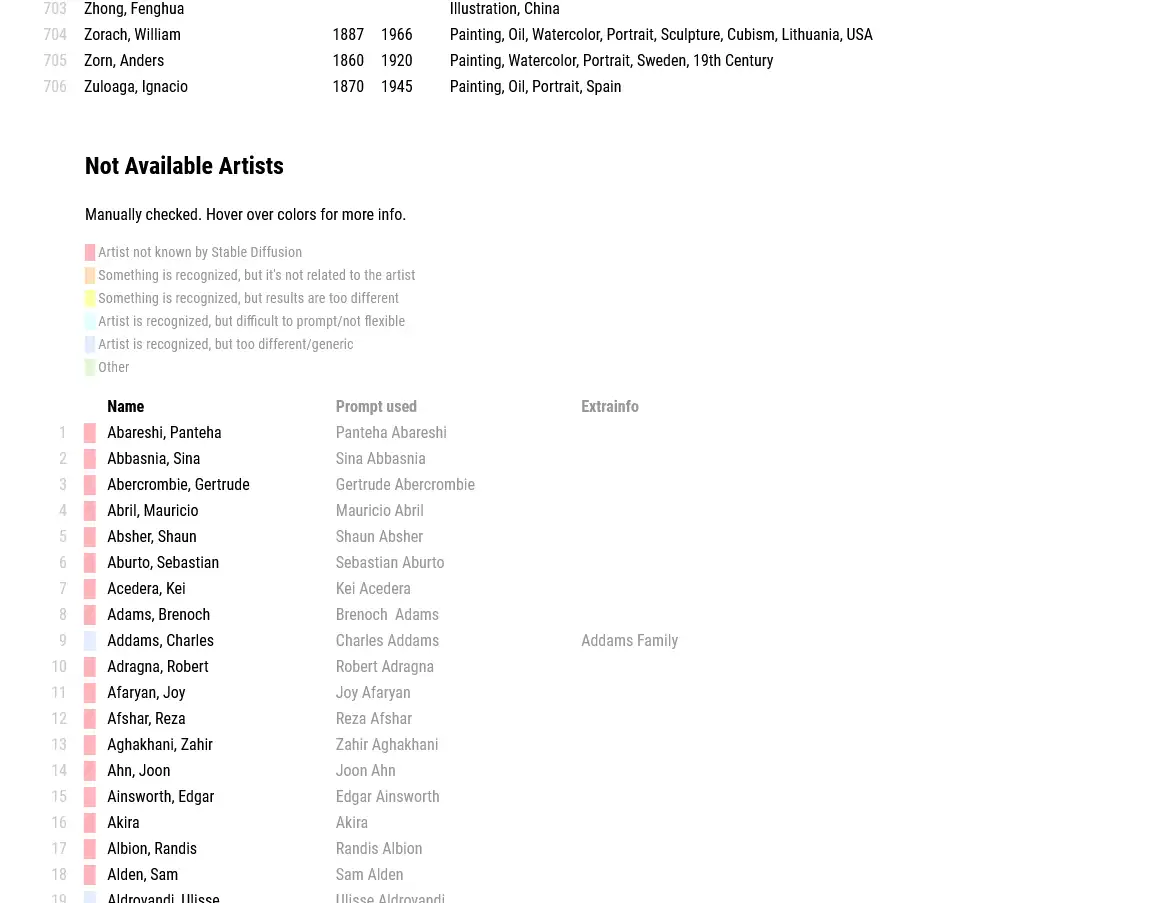 703 Zhong, Fenghua Illustration, China
704 Zorach, William 1887 1966 Painting, Oil, Watercolor, Portrait, Sculpture, Cubism, Lithuania, USA
705 Zorn, Anders 1860 1920 Painting, Watercolor, Portrait, Sweden, 19th Century
706 Zuloaga, Ignacio 1870 1945 Painting, Oil, Portrait, Spain
Not Available Artists
Manually checked. Hover over colors for more info.
Artist not known by Stable Diffusion
Something is recognized, but it's not related to the artist
Something is recognized, but results are too different
Artist is recognized, but difficult to prompt/not flexible
Artist is recognized, but too different/generic
Other
Name Prompt used Extrainfo
1 Abareshi, Panteha Panteha Abareshi
2 Abbasnia, Sina Sina Abbasnia
3 Abercrombie, Gertrude Gertrude Abercrombie
4 Abril, Mauricio Mauricio Abril
5 Absher, Shaun Shaun Absher
6 Aburto, Sebastian Sebastian Aburto
7 Acedera, Kei Kei Acedera
8 Adams, Brenoch Brenoch  Adams
9 Addams, Charles Charles Addams Addams Family
10 Adragna, Robert Robert Adragna
11 Afaryan, Joy Joy Afaryan
12 Afshar, Reza Reza Afshar
13 Aghakhani, Zahir Zahir Aghakhani
14 Ahn, Joon Joon Ahn
15 Ainsworth, Edgar Edgar Ainsworth
16 Akira Akira
17 Albion, Randis Randis Albion
18 Alden, Sam Sam Alden
19 Aldrovandi, Ulisse Ulisse Aldrovandi